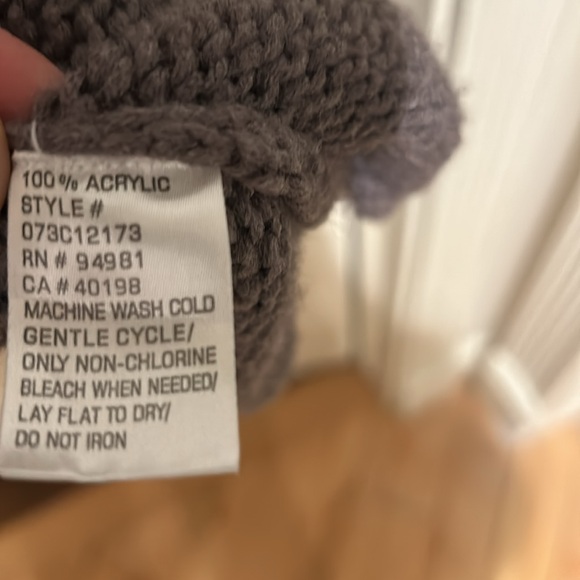 100% ACRYLIC
STYLE #
073C12173
RN # 94981
CA # 40198
MACHINE WASH COLD
GENTLE CYCLE/
ONLY NON-CHLORINE
BLEACH WHEN NEEDED/
LAY FLAT TO DRY/
DO NOT IRON